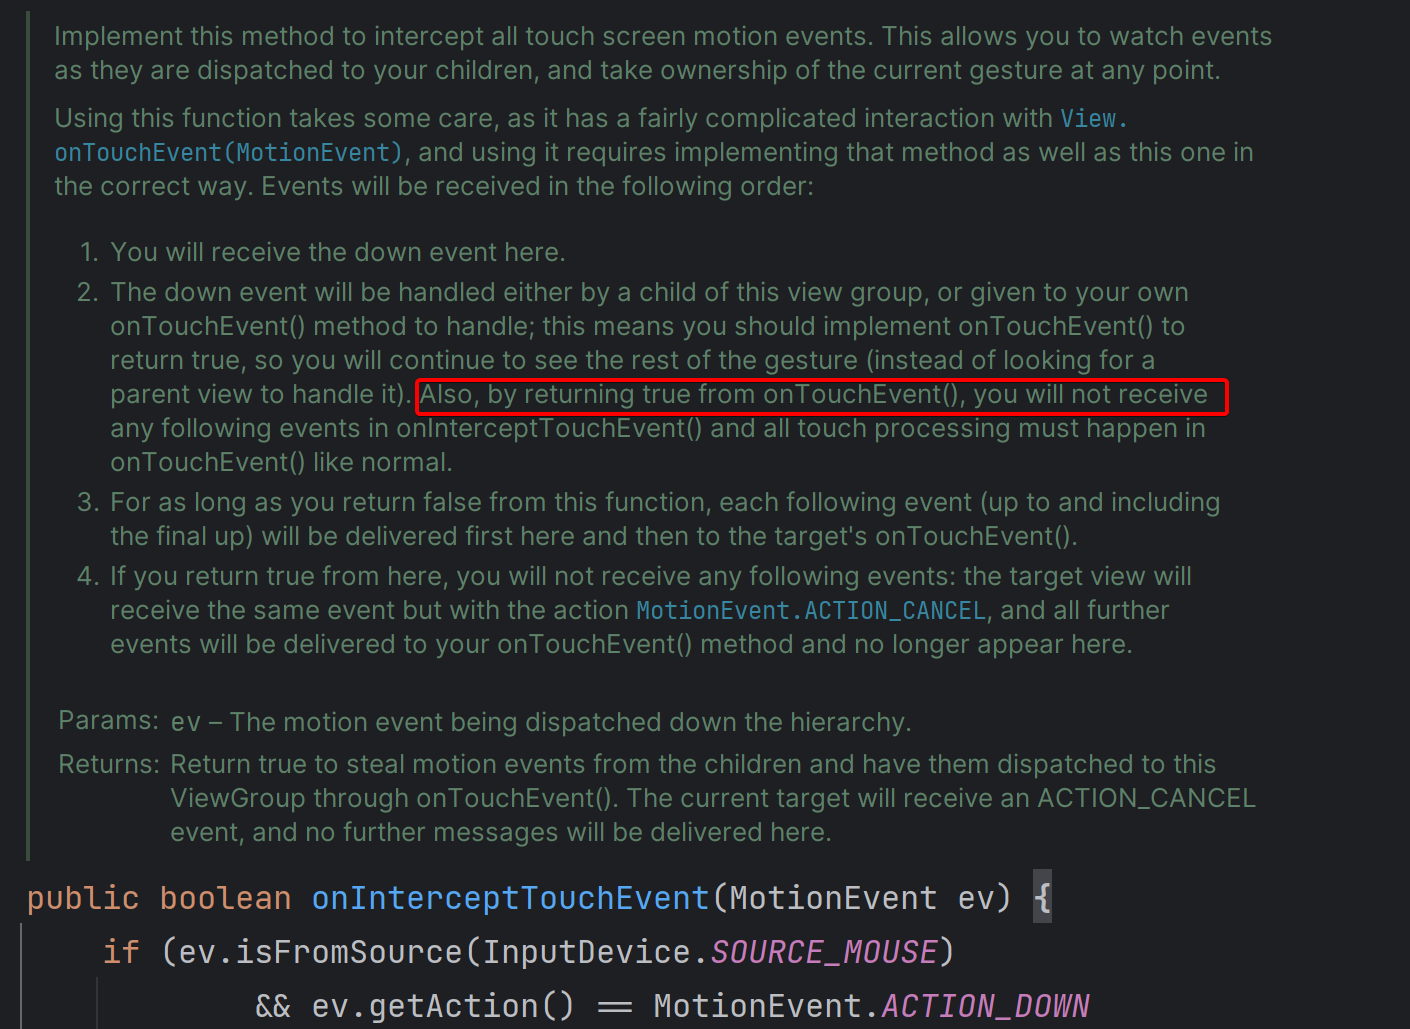 Implement this method to intercept all touch screen motion events. This allows you to watch events
as they are dispatched to your children, and take ownership of the current gesture at any point.
Using this function takes some care, as it has a fairly complicated interaction with View.
onTouchEvent(MotionEvent), and using it requires implementing that method as well as this one in
the correct way. Events will be received in the following order:
1. You will receive the down event here.
2. The down event will be handled either by a child of this view group, or given to your own
onTouchEvent() method to handle; this means you should implement onTouchEvent() to
return true, so you will continue to see the rest of the gesture (instead of looking for a
parent view to handle it). Also, by returning true from onTouchEvent(), you will not receive
any following events in onInterceptTouchEvent() and all touch processing must happen in
onTouchEvent() like normal.
3. For as long as you return false from this function, each following event (up to and including
the final up) will be delivered first here and then to the target's onTouchEvent().
4. If you return true from here, you will not receive any following events: the target view will
receive the same event but with the action MotionEvent.ACTION_CANCEL, and all further
events will be delivered to your onTouchEvent() method and no longer appear here.
Params: ev – The motion event being dispatched down the hierarchy.
Returns: Return true to steal motion events from the children and have them dispatched to this
ViewGroup through onTouchEvent(). The current target will receive an ACTION_CANCEL
event, and no further messages will be delivered here.
public boolean onInterceptTouchEvent(MotionEvent ev) {
if (ev.isFromSource(InputDevice.SOURCE_MOUSE)
&& ev.getAction() == MotionEvent.ACTION_DOWN